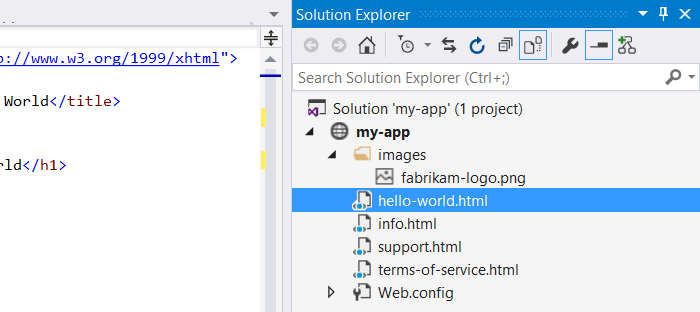 Solution Explorer
p://www.w3.org/1999/xhtml">
Search Solution Explorer (Ctrl+;)
World</title>
Solution 'my-app' (1 project)
my-app
images
rld</h1>
fabrikam-logo.png
hello-world.html
info.html
support.html
terms-of-service.html
Web.config